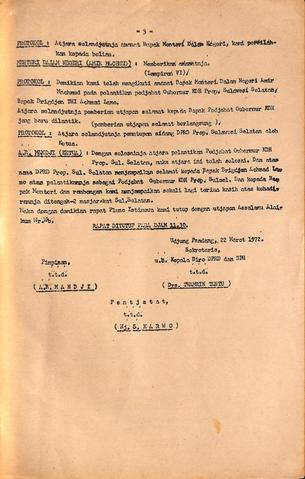 - 3 -
PROTOKOL : Atjara selandjutnja amanat Bapak Menteri Dalam Negeri, kami persilah-
kan kepada beliau.
MENTERI DALAM NEGERI (AMIR MACHMUD) : Memberikan amanatnja.
(Lampiran VI)/
PROTOKOL : Demikian kami telah mengikuti amanat Bapak Menteri Dalam Negeri Amir
Machmud pada pelantikan Pedjabat Gubernur KDH Prop. Sulawesi Selatan,
Bapak Brigdjen TNI Achmad Lamo.
Atjara selandjutnja pemberian utjapan selamat kepada Bapak Gubernur KDH
jang baru dilantik. (pemberian utjapan selamat berlangsung ),
PROTOKOL : Atjara selandjutnja penutupan sidang DPRD Prop. Sulawesi Selatan oleh
Ketua.
A.R. MANDJI (KETUA) : Dengan selesainja atjara pelantikan Pedjabat Gubernur KDH
Prop. Sul. Selatan, maka atjara ini telah selesai. Dan atas
nama DPRD Prop. Sul. Selatan menjampaikan selamat kepada Bapak Brigdjen Achmad La-
mo atas pelantikannja sebagai Pedjabat Gubernur KDH Prop. Sulsel. Dan kepada Ba-
pak Menteri dan rombongan kami menjampaikan sekali lagi terima kasih atas kehadi-
rannja ditengah-2 masjarakat Sul.Selatan.
Maka dengan demikian rapat Pleno Istimewa kami tutup dengan utjapan Assalamu Alai-
kum Wr.Wb.
RAPAT DITUTUP PADA DJAM 11.10.
Udjung Pandang, 22 Maret 1972.
Pimpinan, Sekretaris,
u.b. Kepala Biro DPRD dan
t.t.d. t.t.d.
(A.R. MANDJI) (Drs.
Pentjatat,
t.t.d.
S. KARWO )